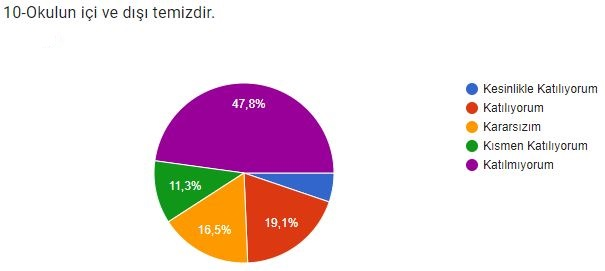 10-Okulun içi ve dışı temizdir.
47,8%
11,3%
16,5%
19,1%
Kesinlikle Katılıyorum
Katılıyorum
Kararsızım
Kısmen Katılıyorum
Katılmıyorum